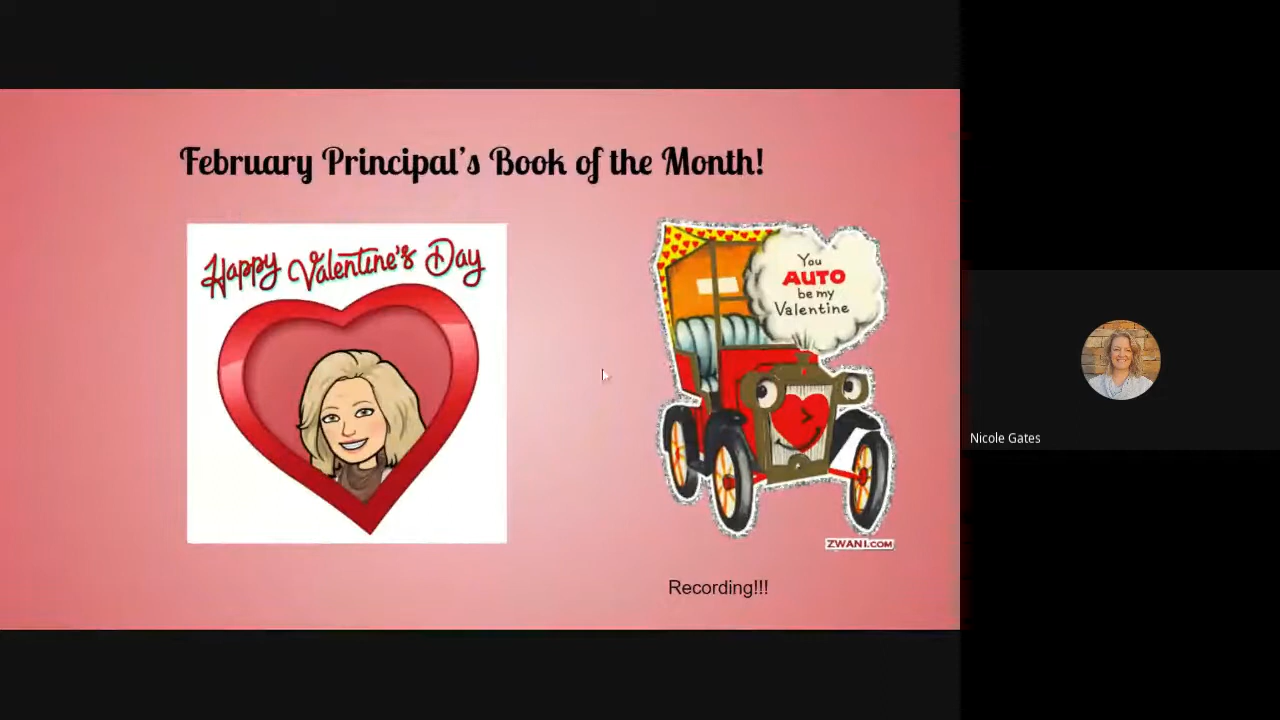 February Principal's Book of the Month!
Happy Valentine's Day
You
AUTO
be my
Valentine
ZWANI.COM
Recording!!!
Nicole Gates